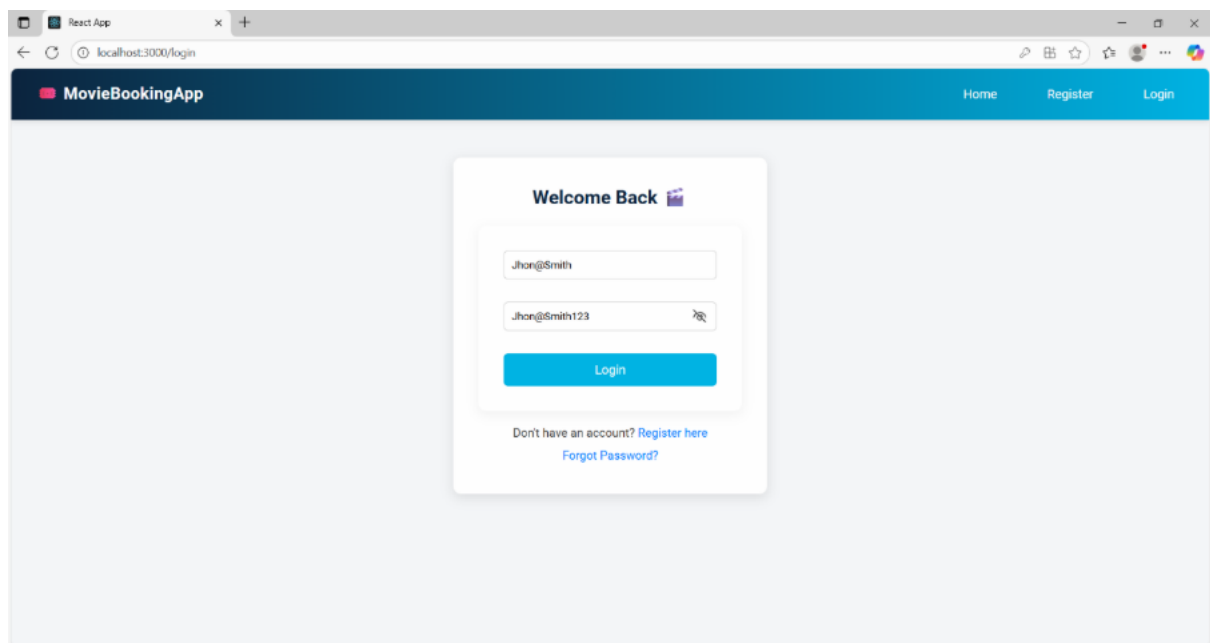 React App
localhost:3000/login
MovieBookingApp
Home Register Login
Welcome Back
Jhon@Smith
Jhon@Smith123
Login
Don't have an account? Register here
Forgot Password?